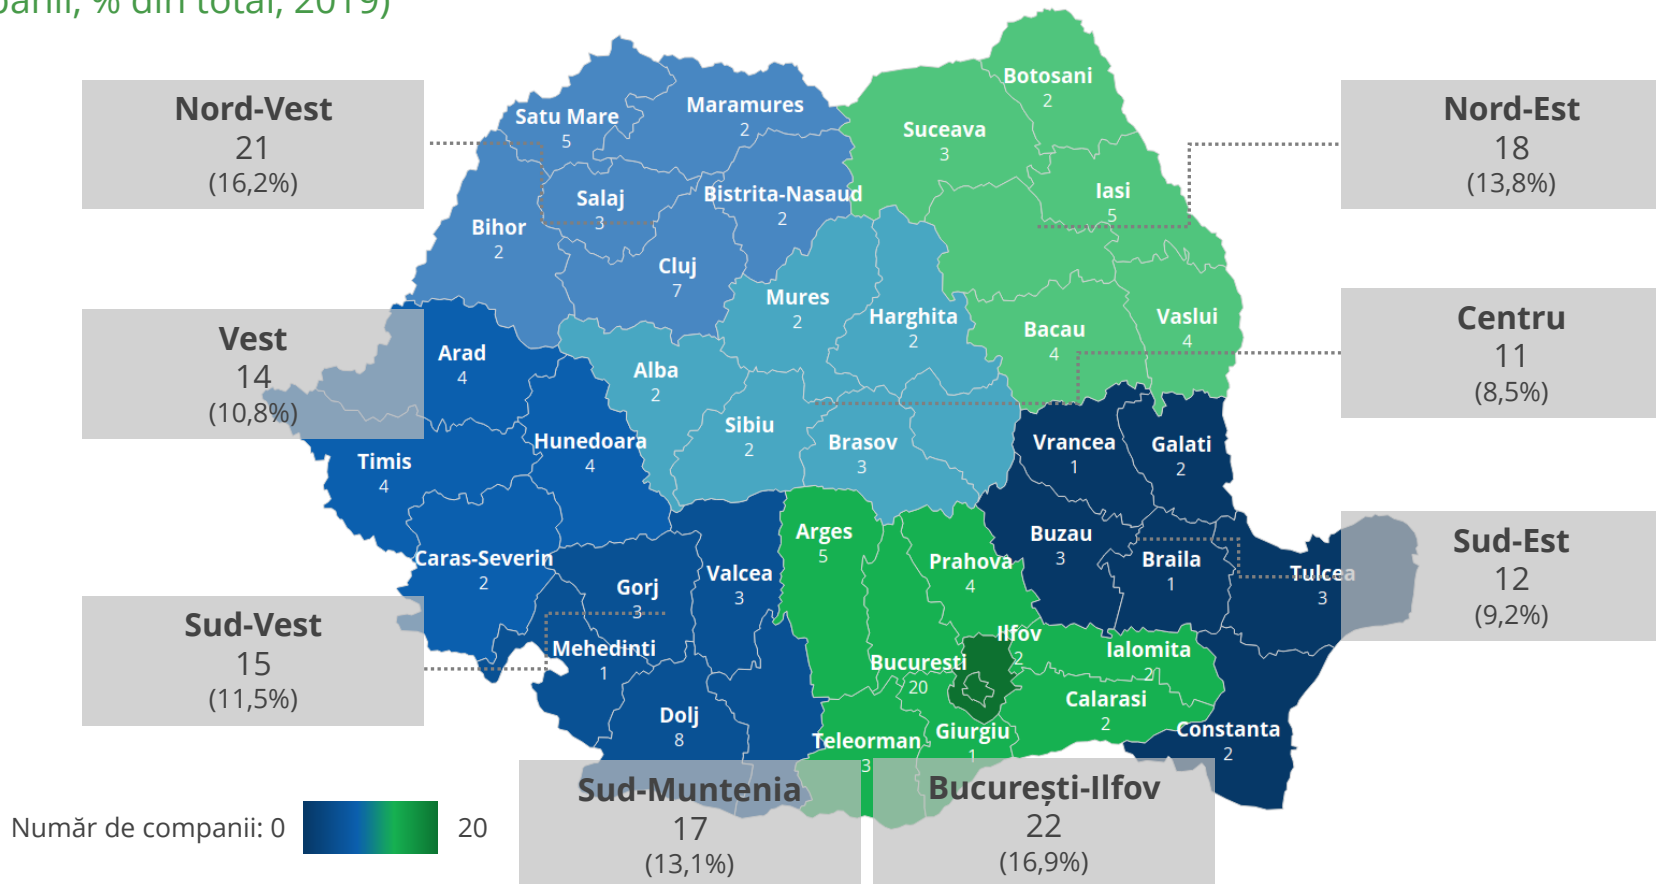 panii, % din total, 2019)
Nord-Vest
21
(16,2%)
Nord-Est
18
(13,8%)
Vest
14
(10,8%)
Centru
11
(8,5%)
Sud-Vest
15
(11,5%)
Sud-Est
12
(9,2%)
Sud-Muntenia
17
(13,1%)
București-Ilfov
22
(16,9%)
Botosani
2
Satu Mare
5
Maramures
2
Suceava
3
Salaj
3
Bistrita-Nasaud
2
Iasi
5
Bihor
2
Cluj
7
Mures
2
Harghita
2
Bacau
4
Vaslui
4
Arad
4
Alba
2
Sibiu
2
Brasov
3
Vrancea
1
Galati
2
Hunedoara
4
Timis
4
Caras-Severin
2
Gorj
3
Valcea
3
Arges
5
Prahova
4
Buzau
3
Braila
1
Tulcea
3
Mehedinti
1
Ilfov
2
Bucuresti
20
Ialomita
2
Calarasi
2
Dolj
8
Teleorman
3
Giurgiu
1
Constanta
2
Număr de companii: 0
20